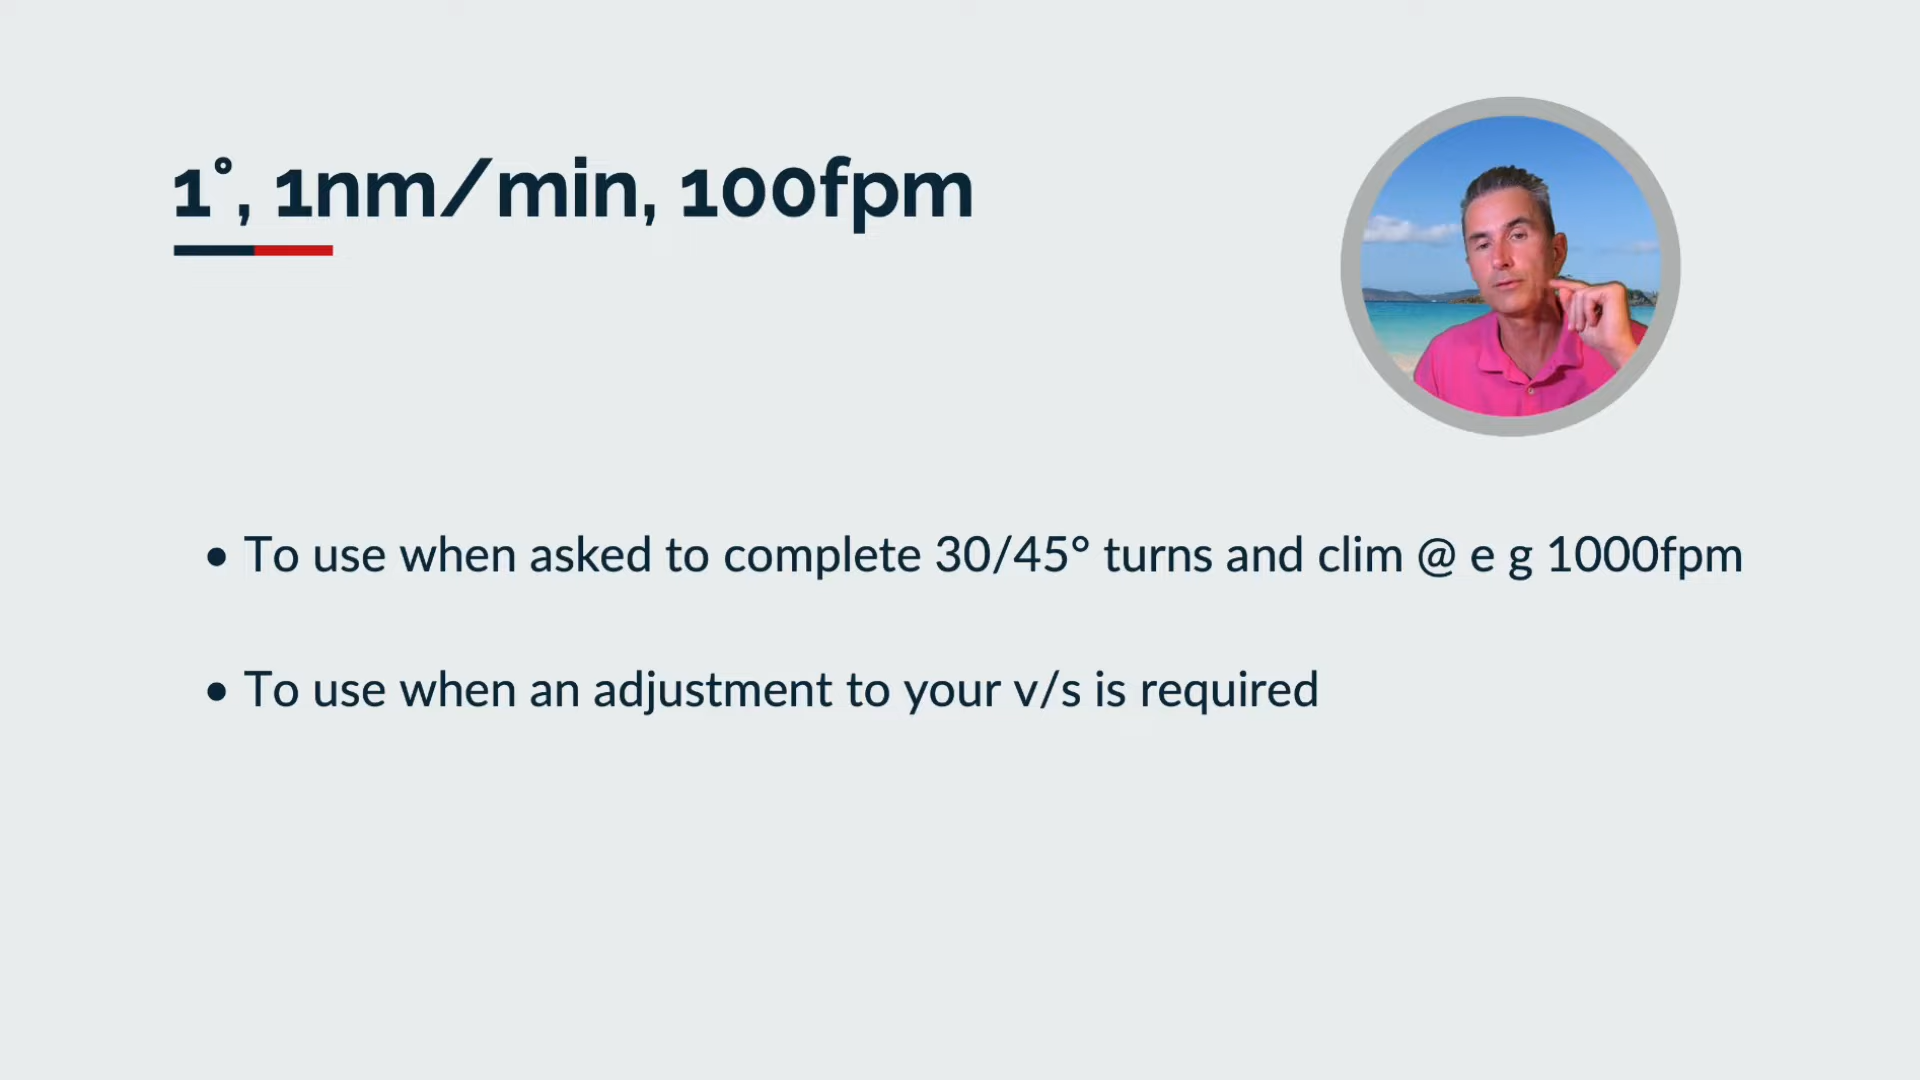 1°, 1nm/min, 100fpm
• To use when asked to complete 30/45° turns and clim @ e g 1000fpm
• To use when an adjustment to your v/s is required